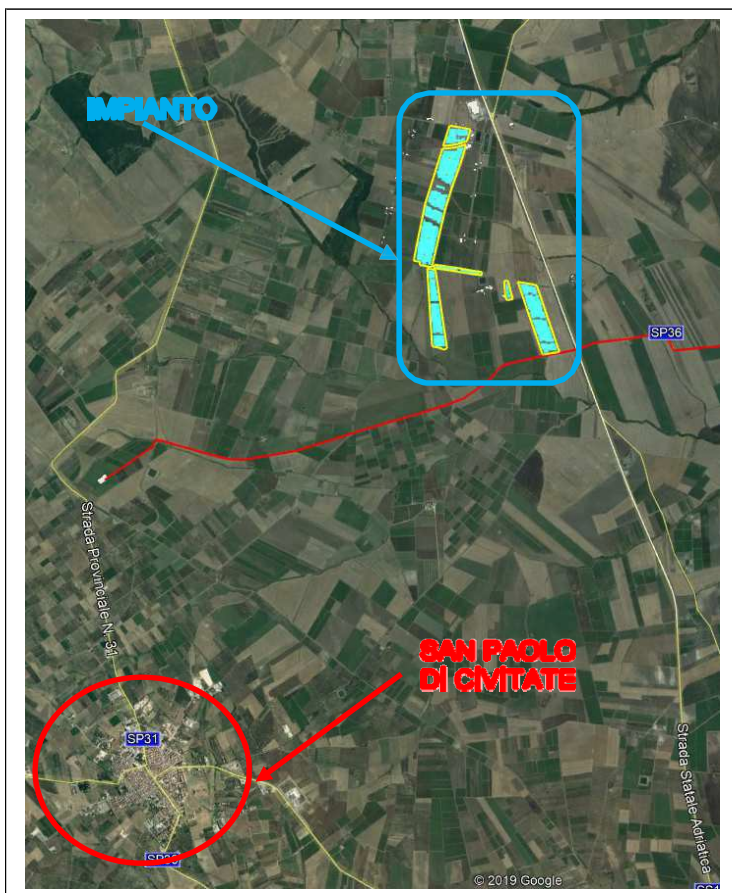 IMPIANTO
SP36
Strada Provinciale N. 31
SAN PAOLO
DI CIVITATE
SP31
Strada Statale Adriatica
© 2019 Google